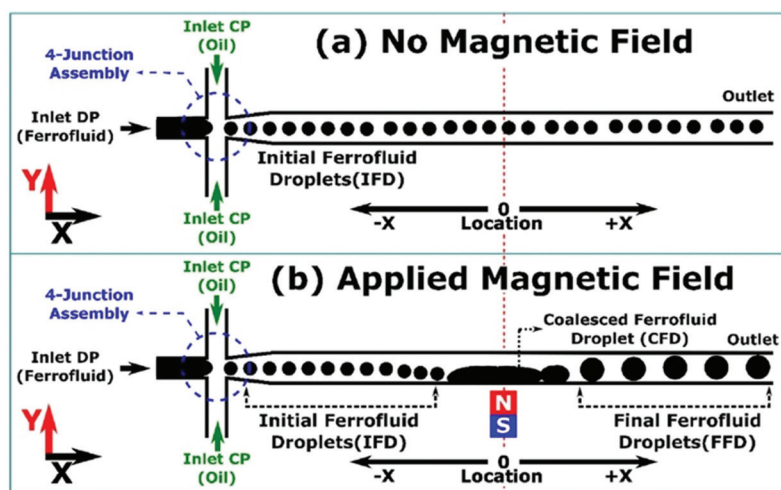 (a) No Magnetic Field
Inlet CP
(Oil)
4-Junction
Assembly
Inlet DP
(Ferrofluid)
Outlet
Initial Ferrofluid
Droplets(IFD)
Inlet CP
(Oil)
Y
X
-X
0
Location
+X
(b) Applied Magnetic Field
Inlet CP
(Oil)
4-Junction
Assembly
Coalesced Ferrofluid
Droplet (CFD)
Outlet
Inlet DP
(Ferrofluid)
N
S
Initial Ferrofluid
Droplets(IFD)
Final Ferrofluid
Droplets(FFD)
Inlet CP
(Oil)
Y
X
-X
0
Location
+X